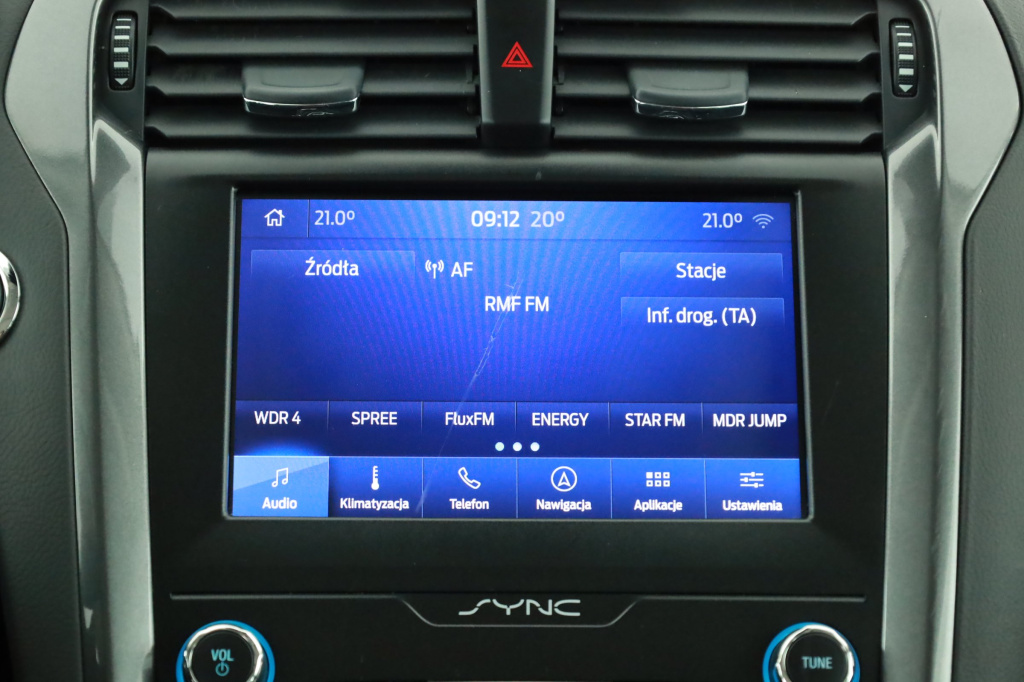 21.0° 09:12 20° 21.0°
Źródła AF Stacje
RMF FM
Inf. drog. (TA)
WDR 4 SPREE FluxFM ENERGY STAR FM MDR JUMP
Audio Klimatyzacja Telefon Nawigacja Aplikacje Ustawienia
SYNC
VOL TUNE